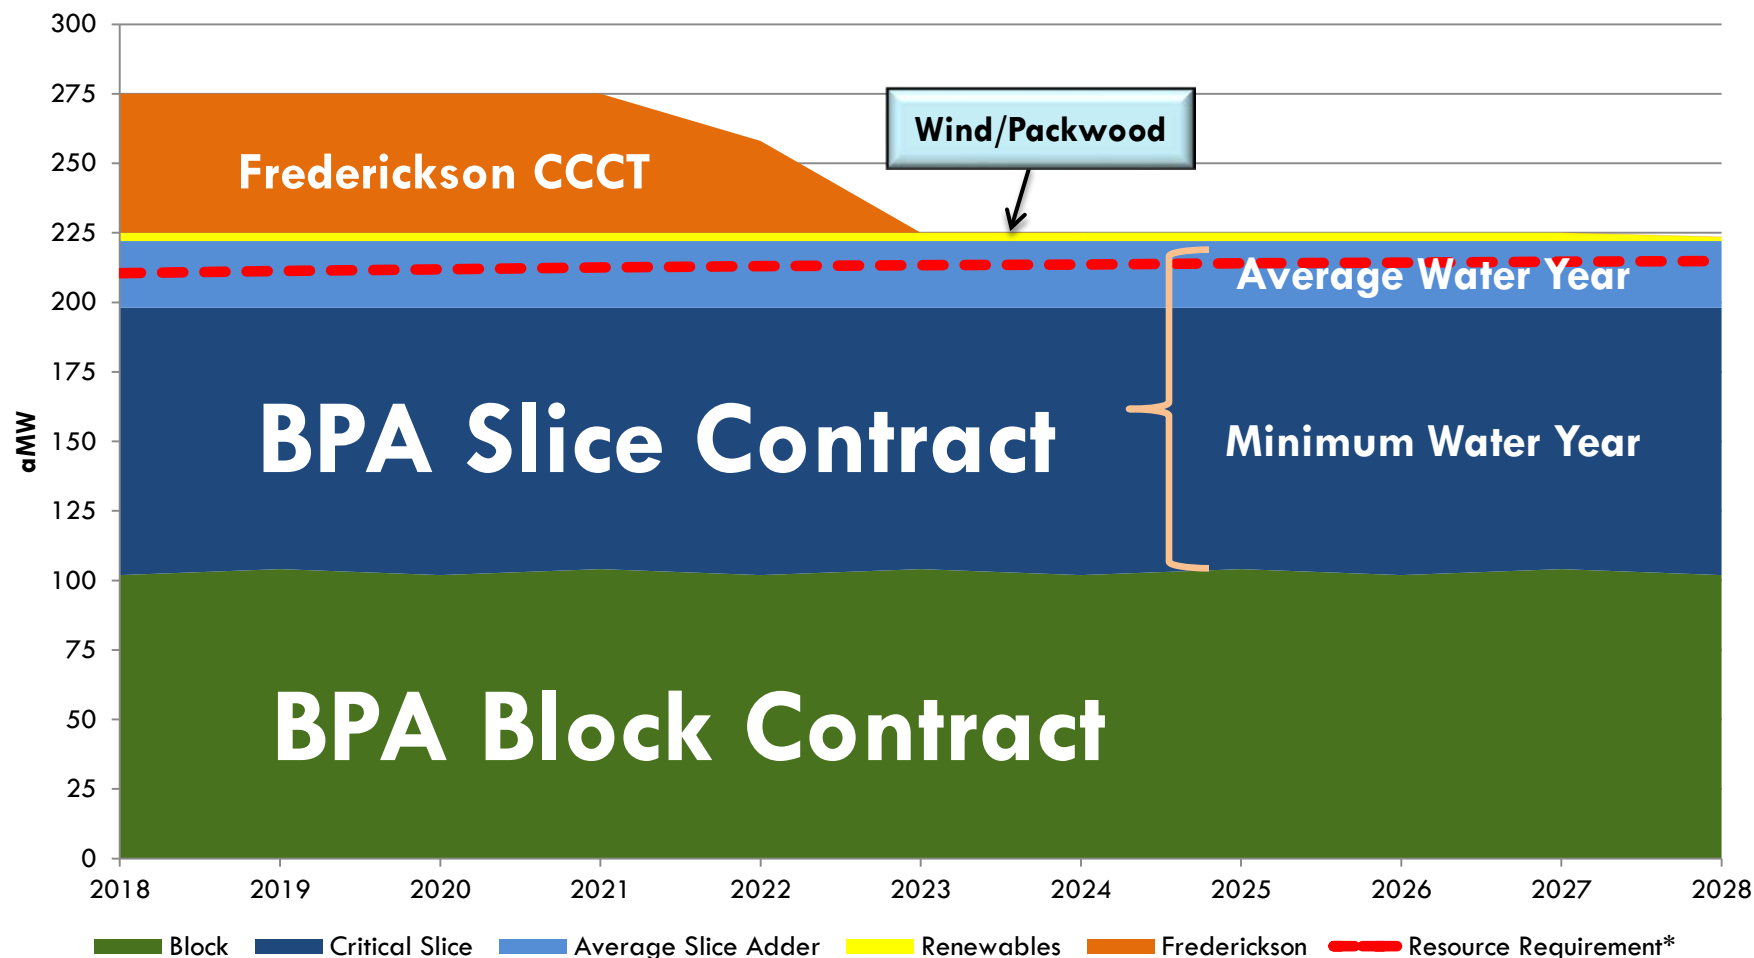 300
275
250
225
200
175
150
125
100
75
50
25
0
aMW
Wind/Packwood
Frederickson CCCT
Average Water Year
BPA Slice Contract
Minimum Water Year
BPA Block Contract
2018 2019 2020 2021 2022 2023 2024 2025 2026 2027 2028
Block Critical Slice Average Slice Adder Renewables Frederickson Resource Requirement*